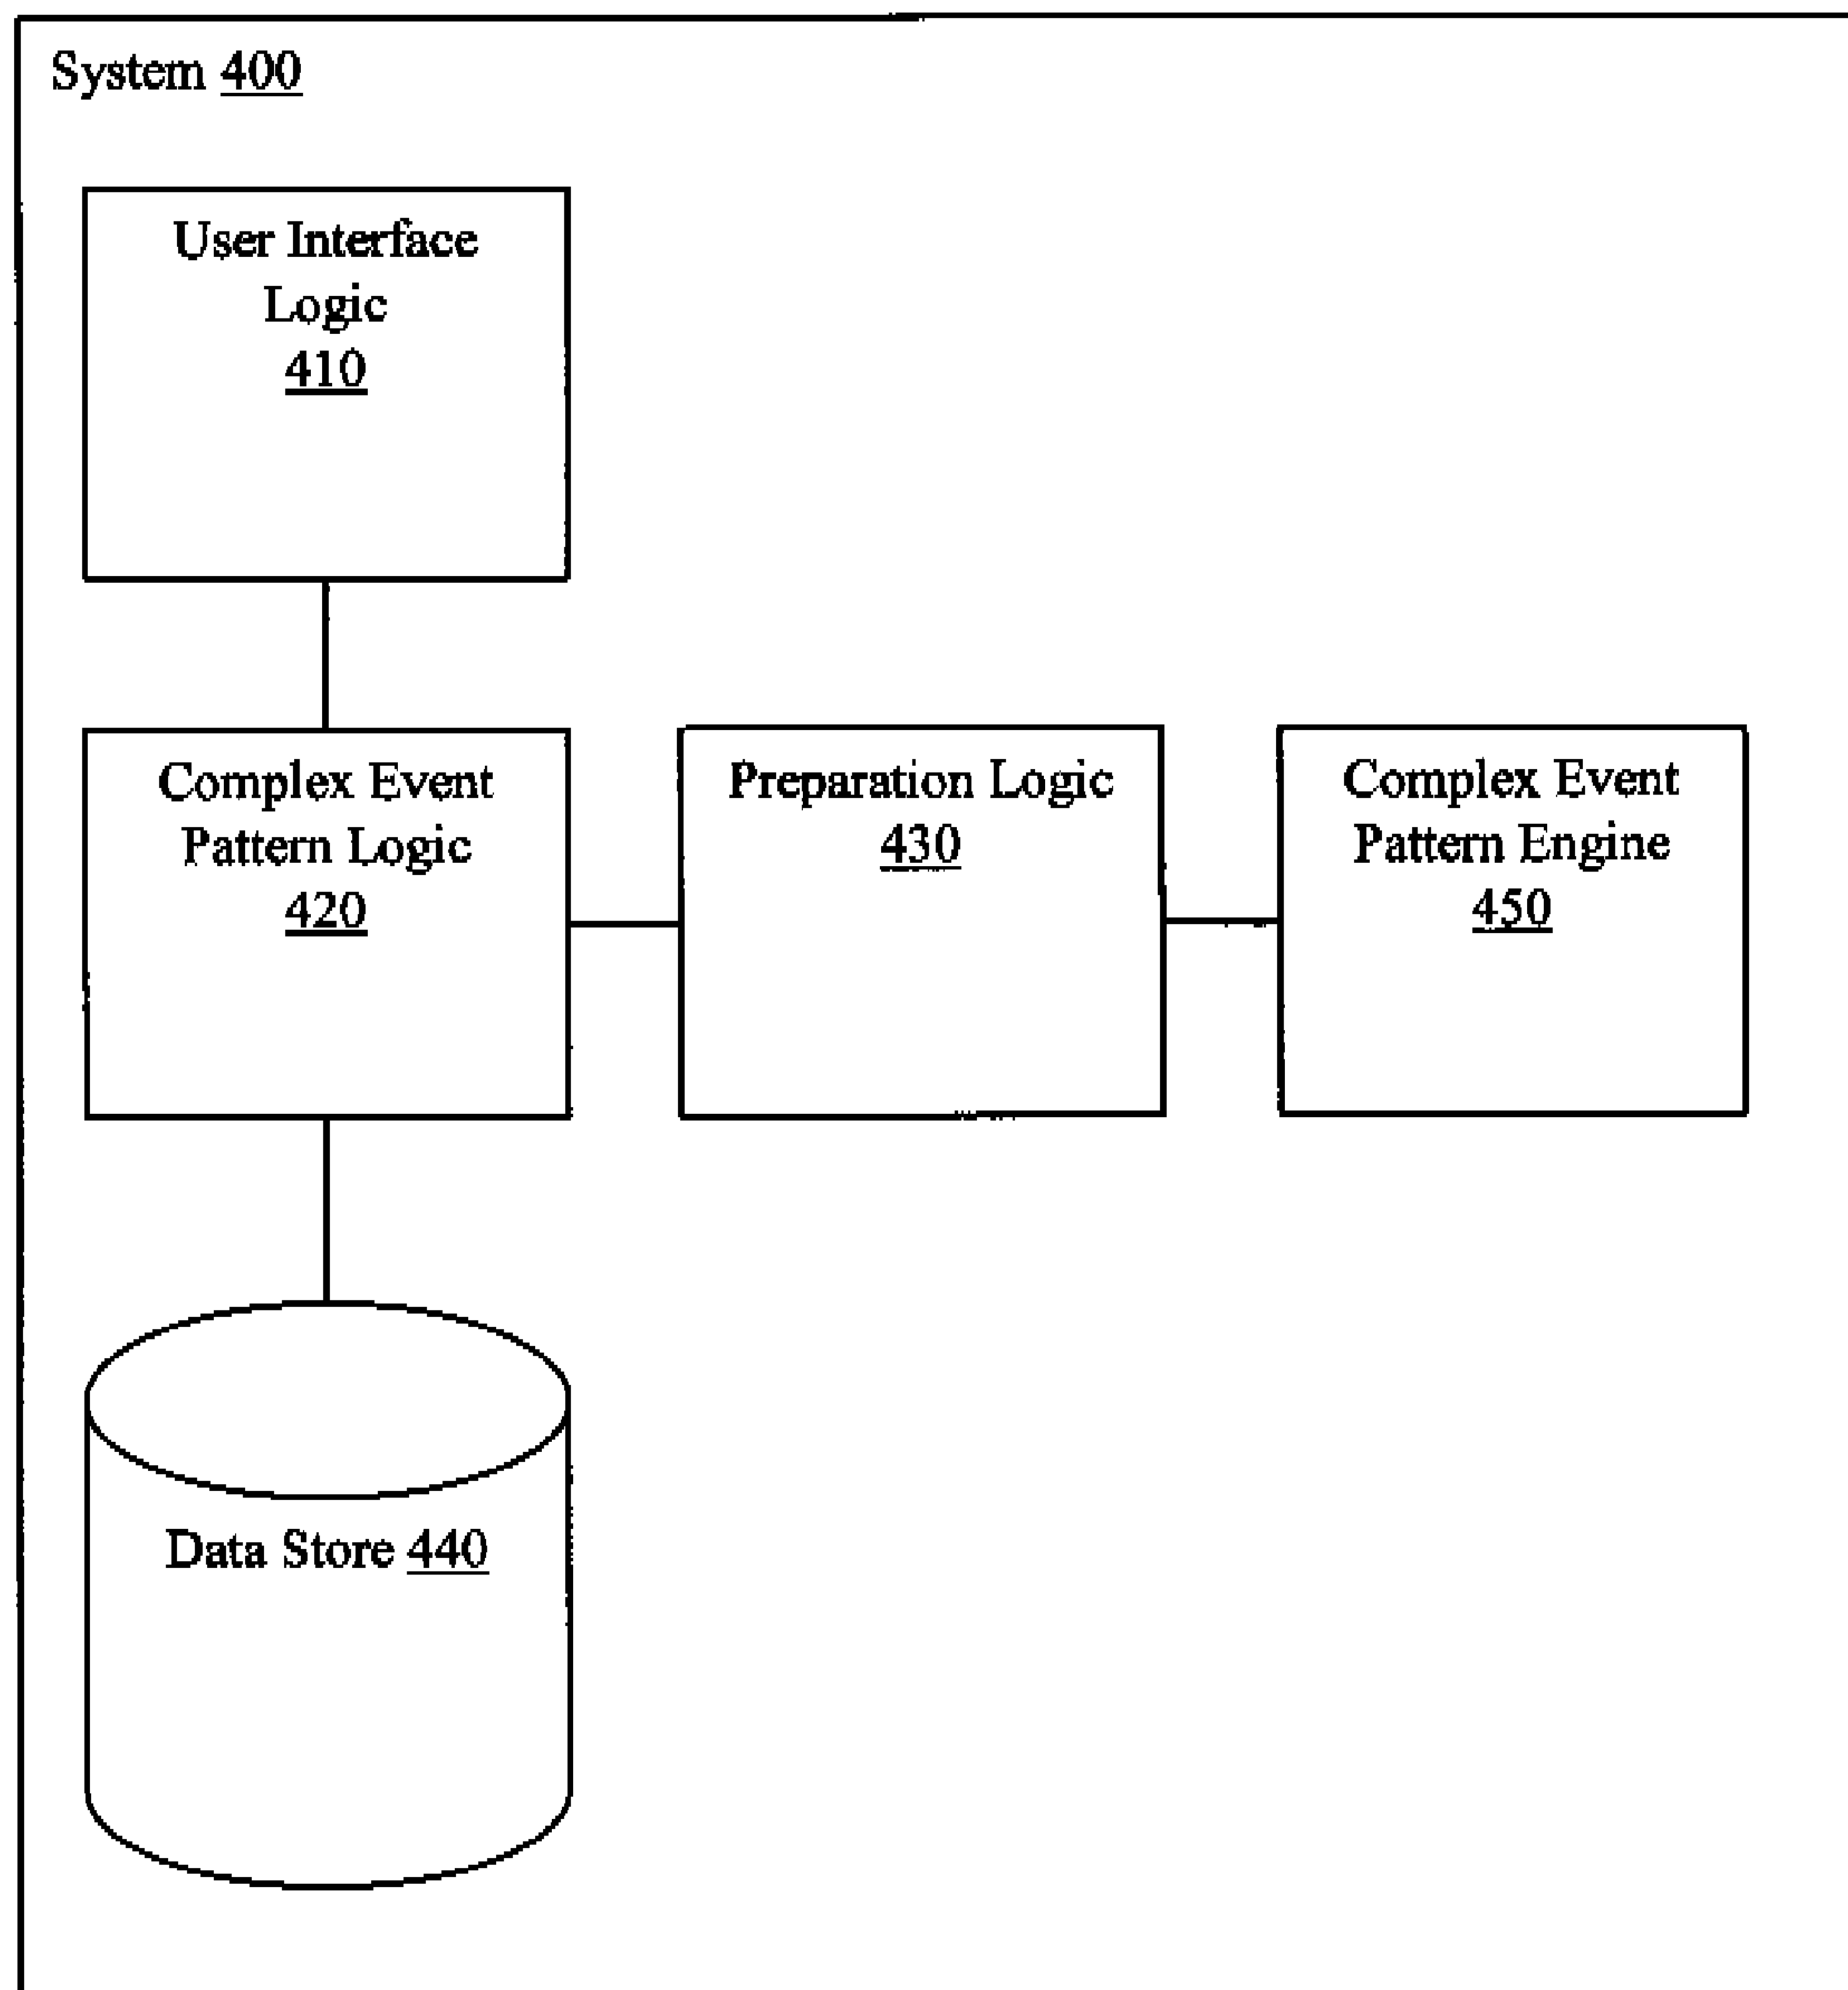 System 400
User Interface
Logic
410
Complex Event
Pattern Logic
420
Preparation Logic
430
Complex Event
Pattern Engine
450
Data Store 440